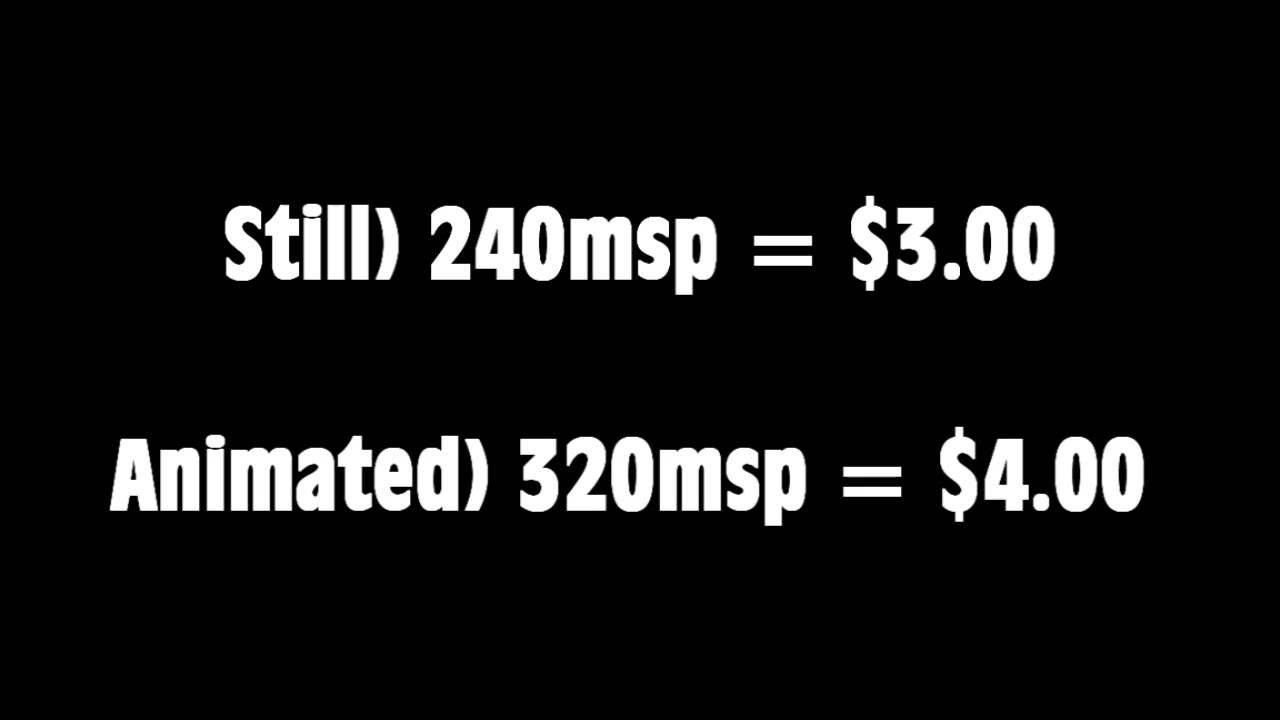 Still) 240msp = $3.00
Animated) 320msp = $4.00